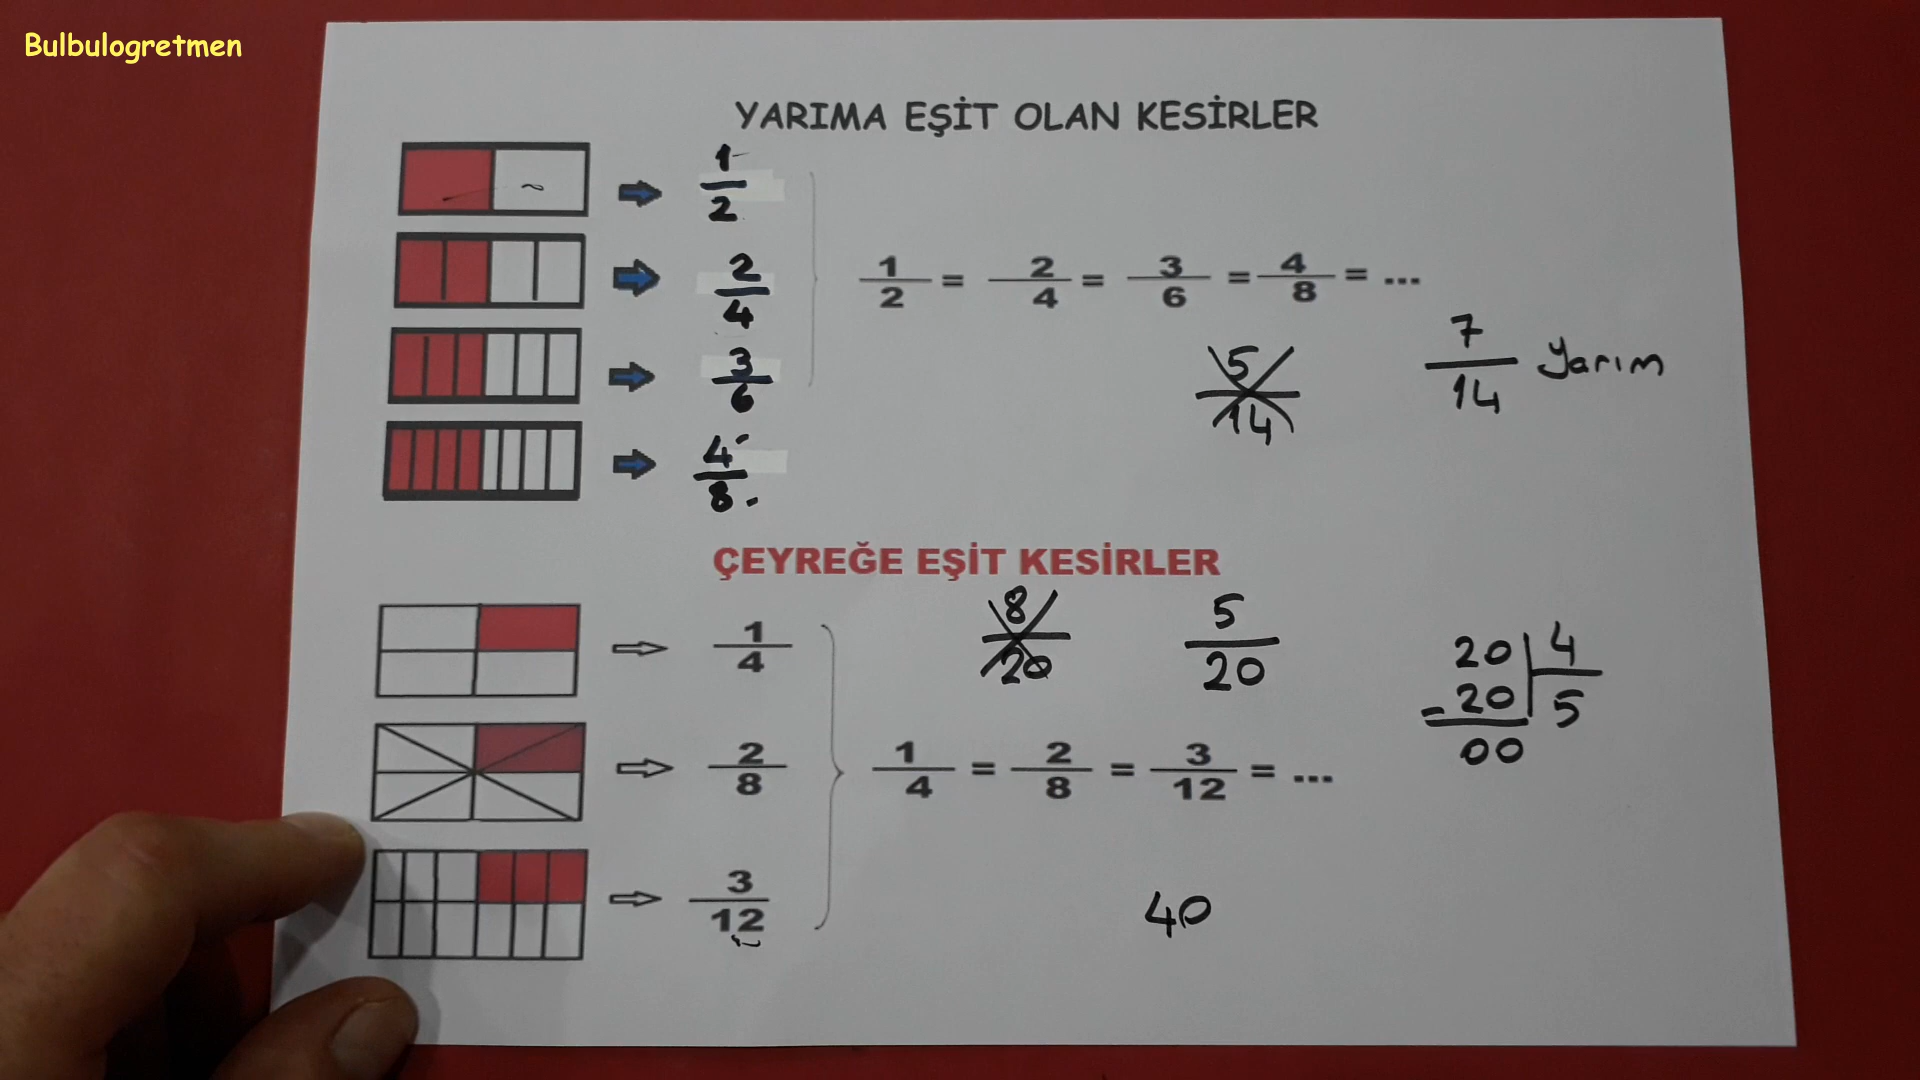 Bulbulogretmen
YARIMA EŞİT OLAN KESİRLER
1/2
2/4
3/6
4/8
1/2 = 2/4 = 3/6 = 4/8 = ...
5/14
7/14 Yarım
ÇEYREĞE EŞİT KESİRLER
1/4
2/8
3/12
8/20
5/20
20 4
- 20 5
00
1/4 = 2/8 = 3/12 = ...
40